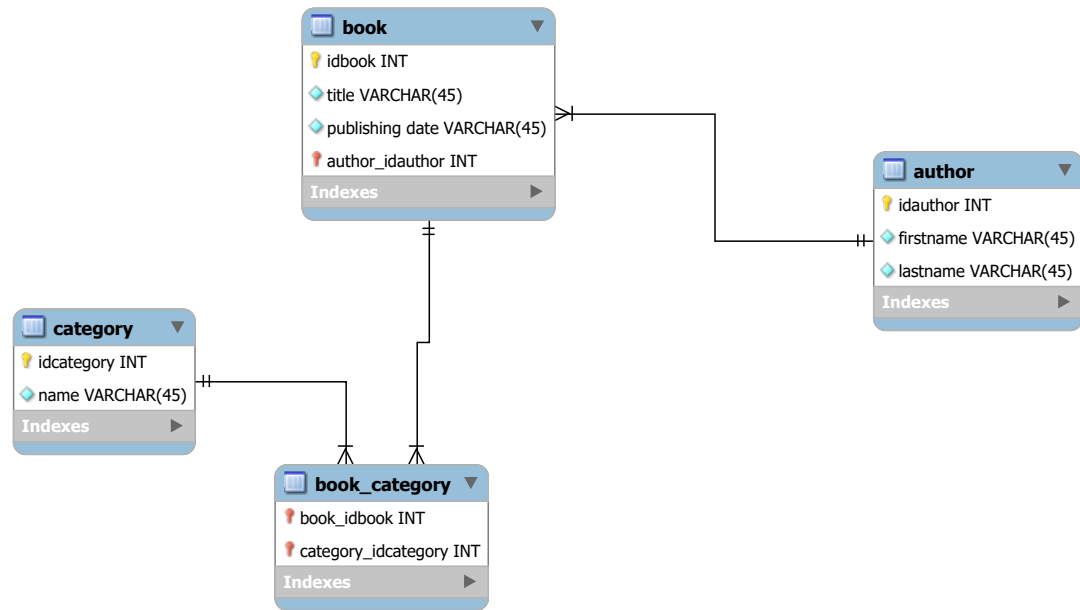 book
idbook INT
title VARCHAR(45)
publishing date VARCHAR(45)
author_idauthor INT
Indexes
author
idauthor INT
firstname VARCHAR(45)
lastname VARCHAR(45)
Indexes
category
idcategory INT
name VARCHAR(45)
Indexes
book_category
book_idbook INT
category_idcategory INT
Indexes